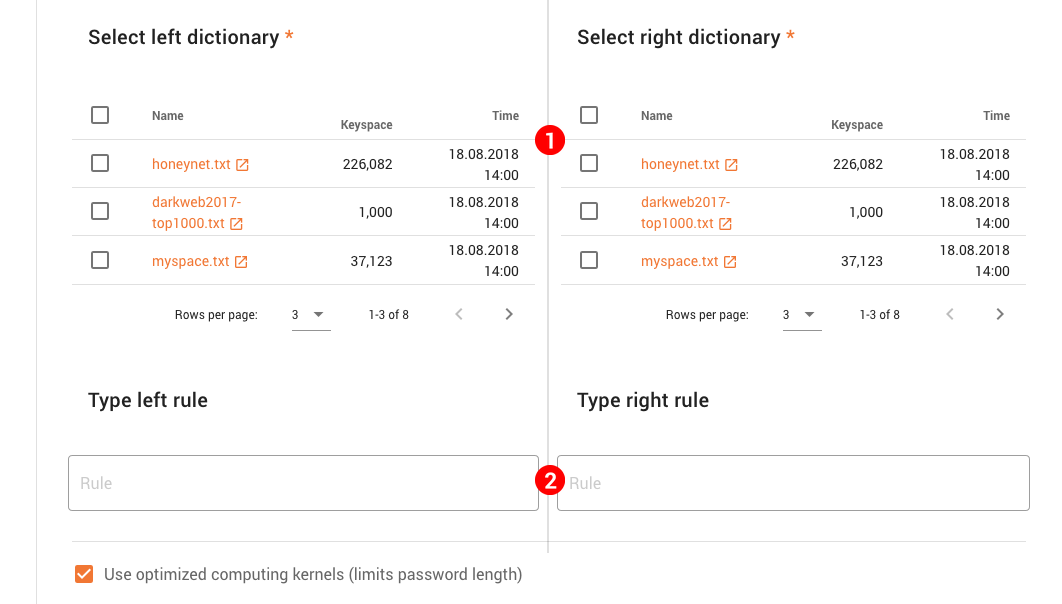 Select left dictionary *
Name Keyspace Time
honeynet.txt 226,082 18.08.2018
14:00
darkweb2017-
top1000.txt 1,000 18.08.2018
14:00
myspace.txt 37,123 18.08.2018
14:00
Rows per page: 3 1-3 of 8
Type left rule
Rule
1
2
Select right dictionary *
Name Keyspace Time
honeynet.txt 226,082 18.08.2018
14:00
darkweb2017-
top1000.txt 1,000 18.08.2018
14:00
myspace.txt 37,123 18.08.2018
14:00
Rows per page: 3 1-3 of 8
Type right rule
Rule
Use optimized computing kernels (limits password length)